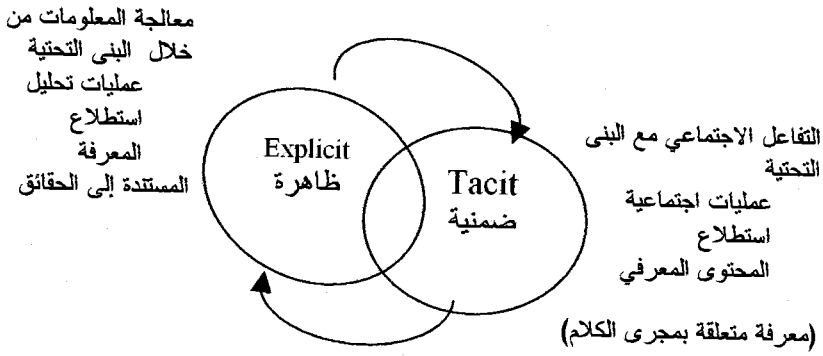 معالجة المعلومات من
خلال البنى التحتية
عمليات تحليل
استطلاع
المعرفة
المستندة إلى الحقائق
Explicit
ظاهرة
Tacit
ضمنية
التفاعل الاجتماعي مع البنى
التحتية
عمليات اجتماعية
استطلاع
المحتوى المعرفي
(معرفة متعلقة بمجرى الكلام)